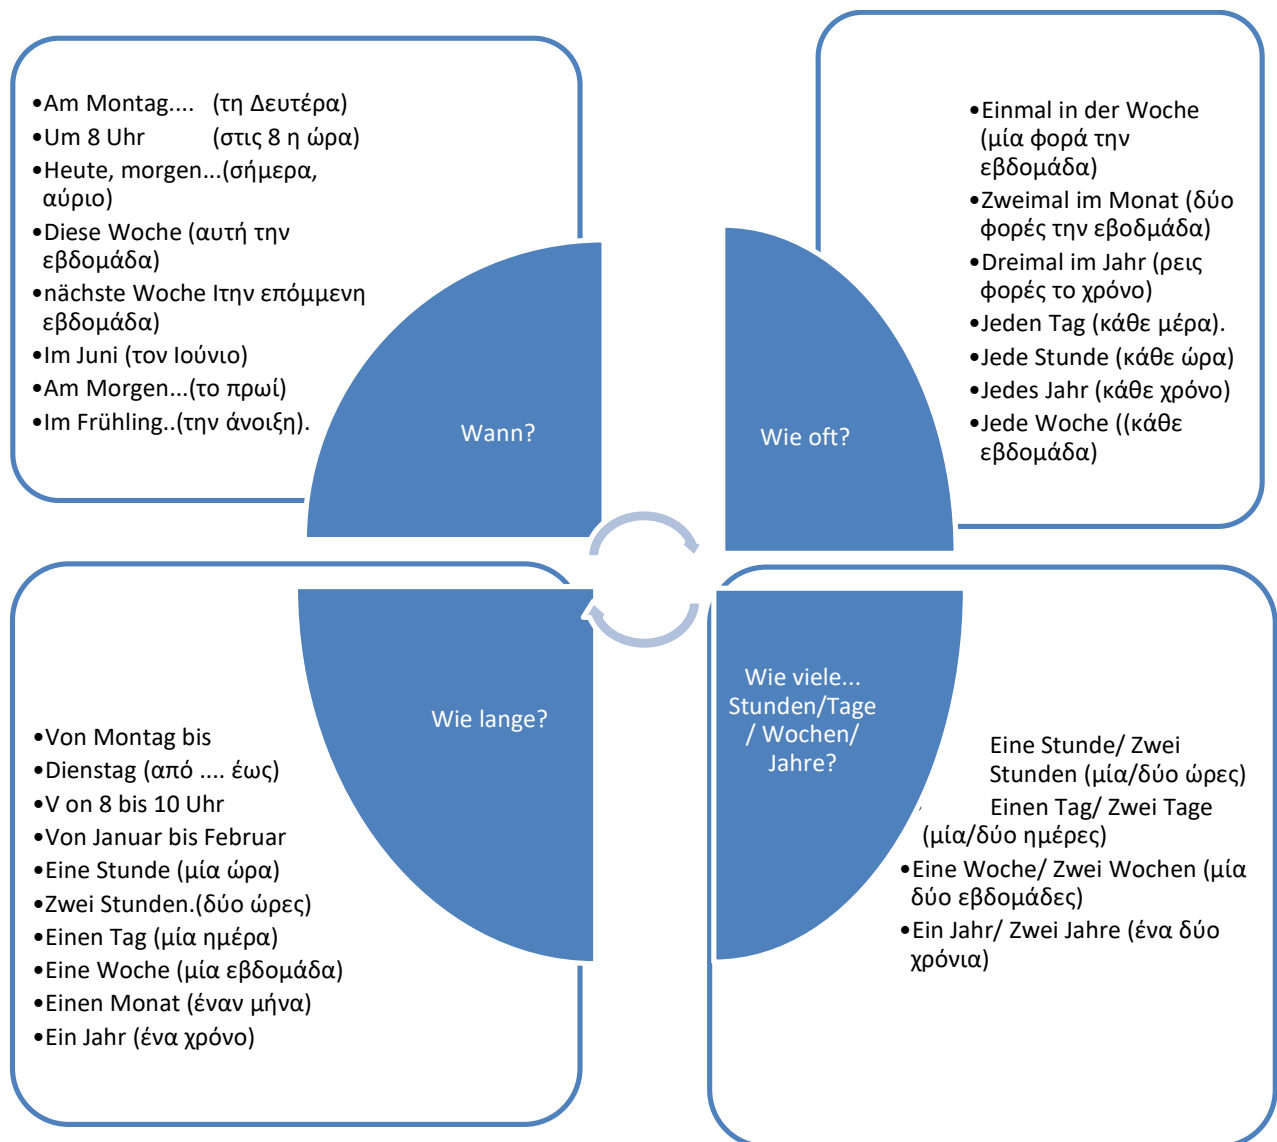 •Am Montag.... (τη Δευτέρα)
•Um 8 Uhr (στις 8 η ώρα)
•Heute, morgen...(σήμερα,
αύριο)
•Diese Woche (αυτή την
εβδομάδα)
•nächste Woche Ιτην επόμμενη
εβδομάδα)
•Im Juni (τον Ιούνιο)
•Am Morgen...(το πρωί)
•Im Frühling..(την άνοιξη).
Wann?
•Einmal in der Woche
(μία φορά την
εβδομάδα)
•Zweimal im Monat (δύο
φορές την εβοδμάδα)
•Dreimal im Jahr (ρεις
φορές το χρόνο)
•Jeden Tag (κάθε μέρα).
•Jede Stunde (κάθε ώρα)
•Jedes Jahr (κάθε χρόνο)
•Jede Woche ((κάθε
εβδομάδα)
Wie oft?
•Von Montag bis
•Dienstag (από .... έως)
•V on 8 bis 10 Uhr
•Von Januar bis Februar
•Eine Stunde (μία ώρα)
•Zwei Stunden.(δύο ώρες)
•Einen Tag (μία ημέρα)
•Eine Woche (μία εβδομάδα)
•Einen Monat (έναν μήνα)
•Ein Jahr (ένα χρόνο)
Wie lange?
Wie viele...
Stunden/Tage
/ Wochen/
Jahre?
Eine Stunde/ Zwei
Stunden (μία/δύο ώρες)
Einen Tag/ Zwei Tage
(μία/δύο ημέρες)
•Eine Woche/ Zwei Wochen (μία
δύο εβδομάδες)
•Ein Jahr/ Zwei Jahre (ένα δύο
χρόνια)